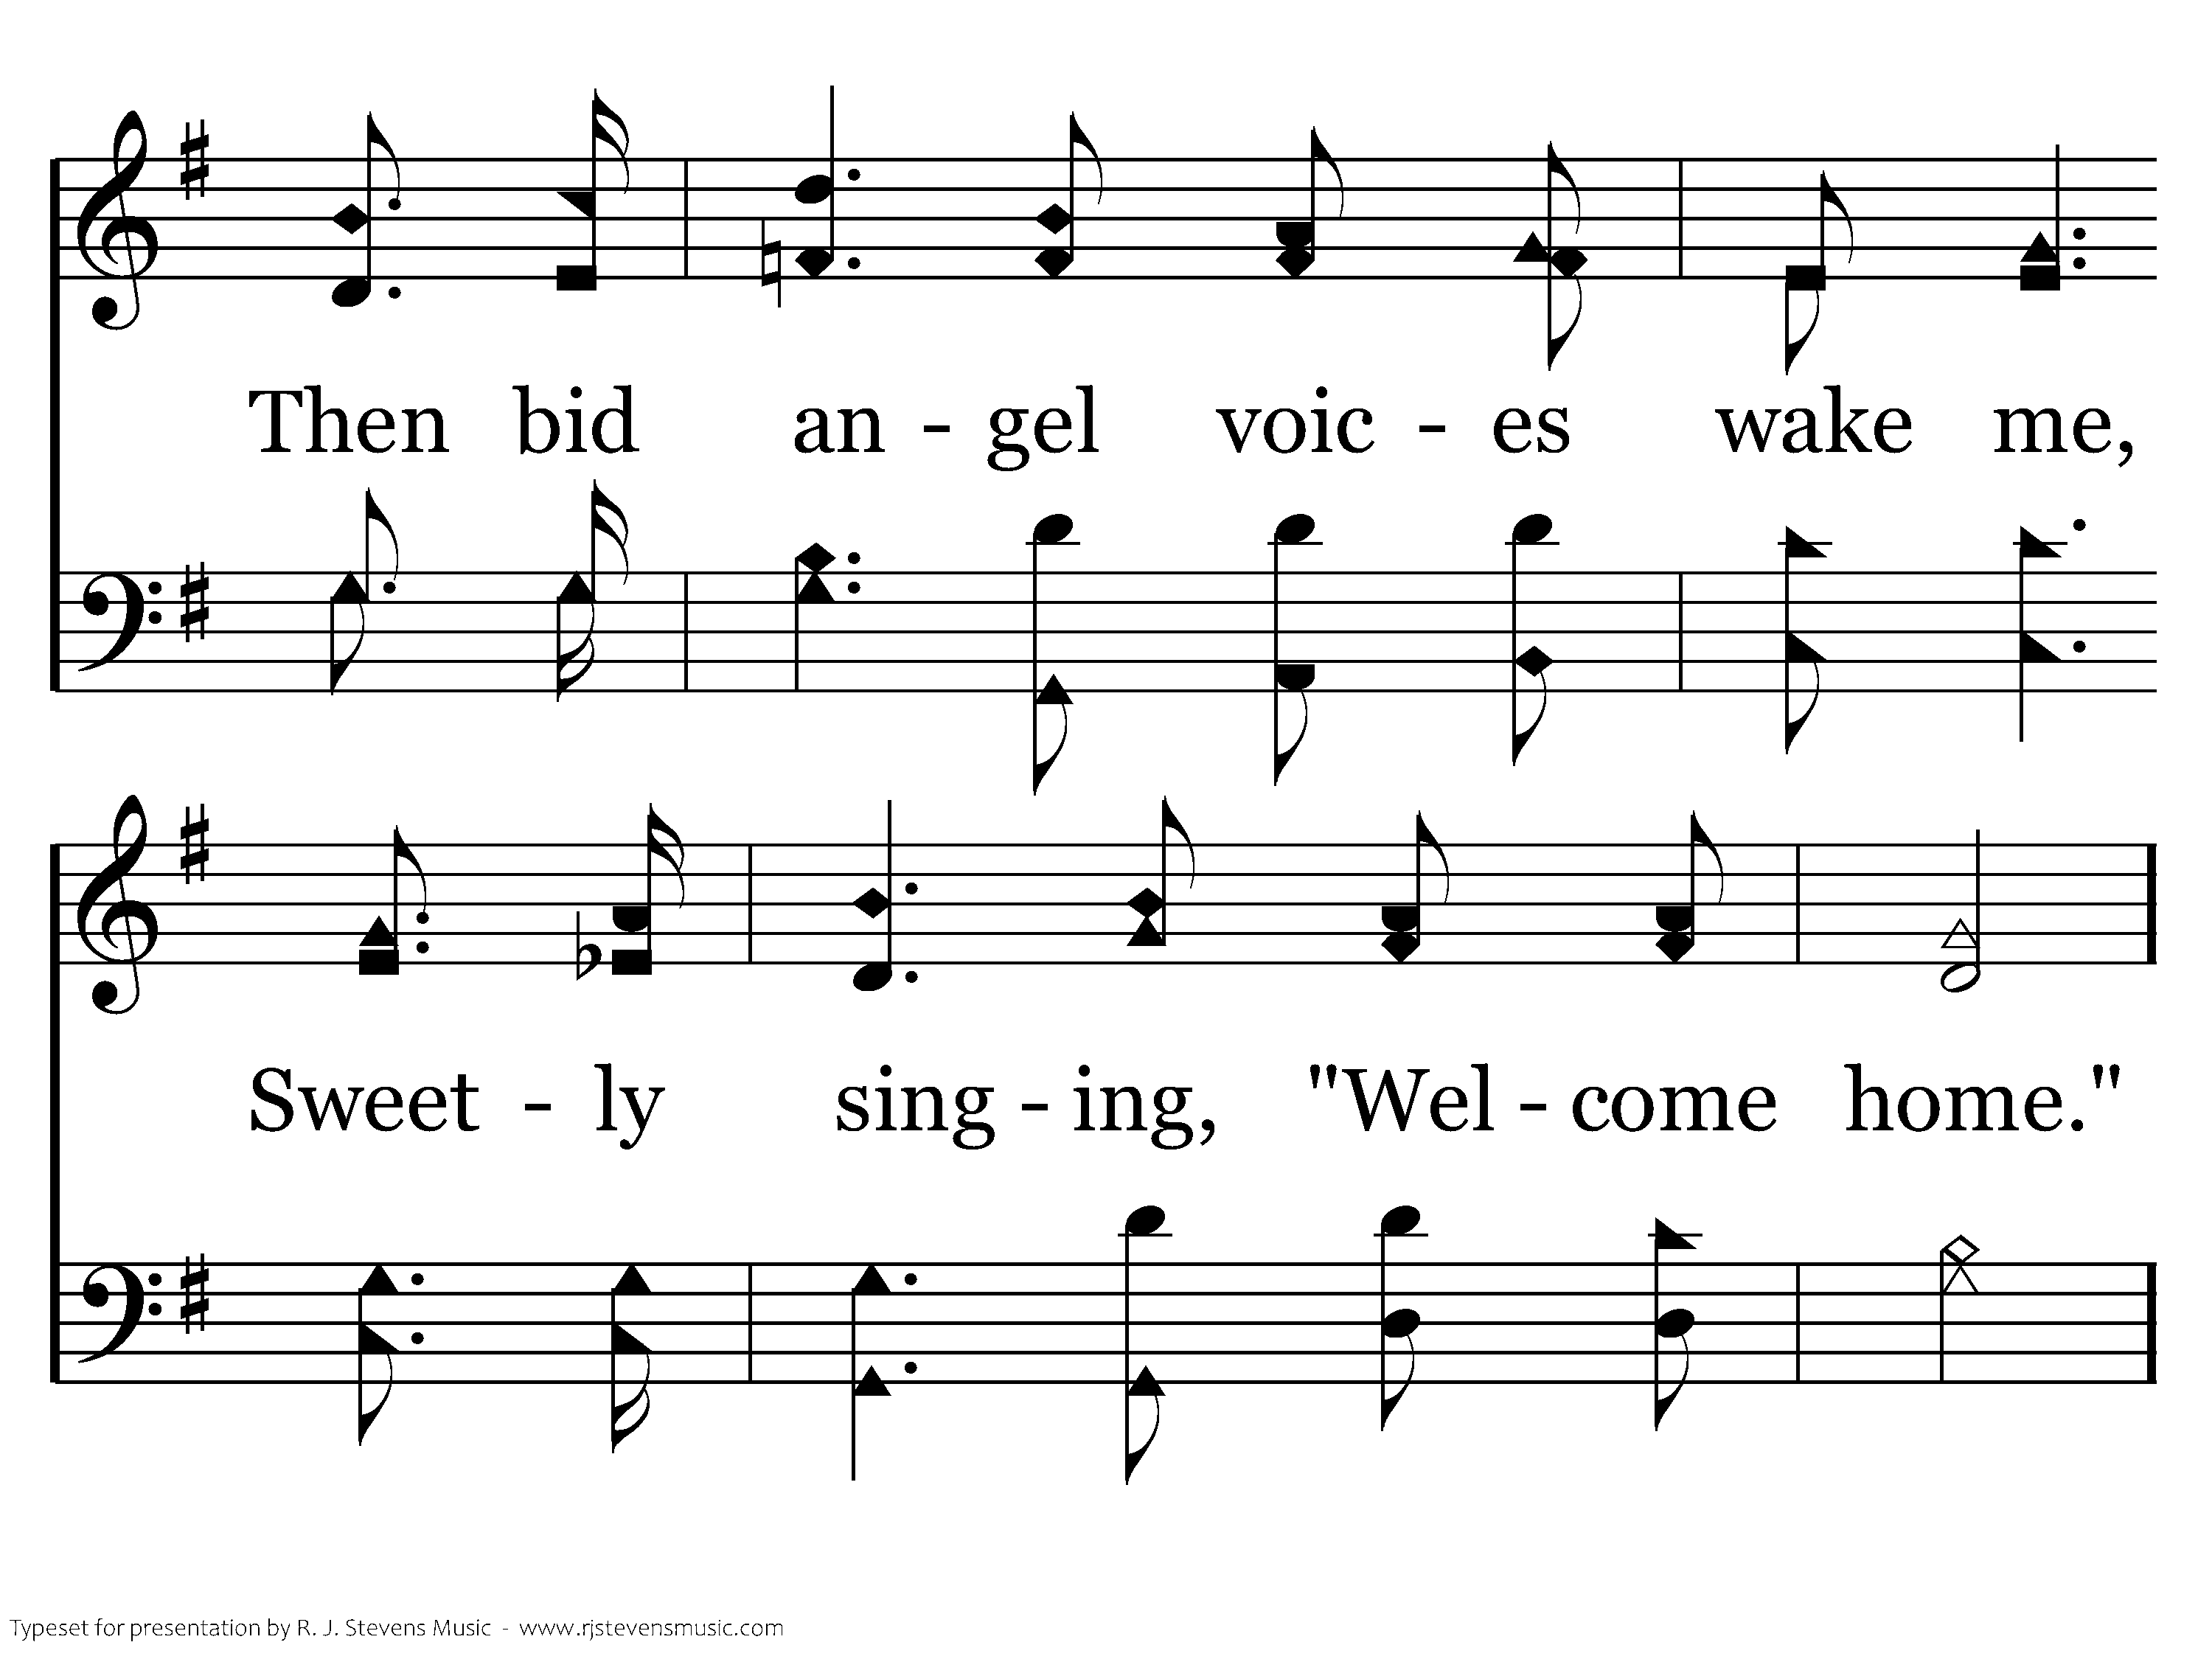 Then bid an - gel voic - es wake me,
Sweet - ly sing - ing, "Wel - come home."
Typeset for presentation by R. J. Stevens Music - www.rjstevensmusic.com